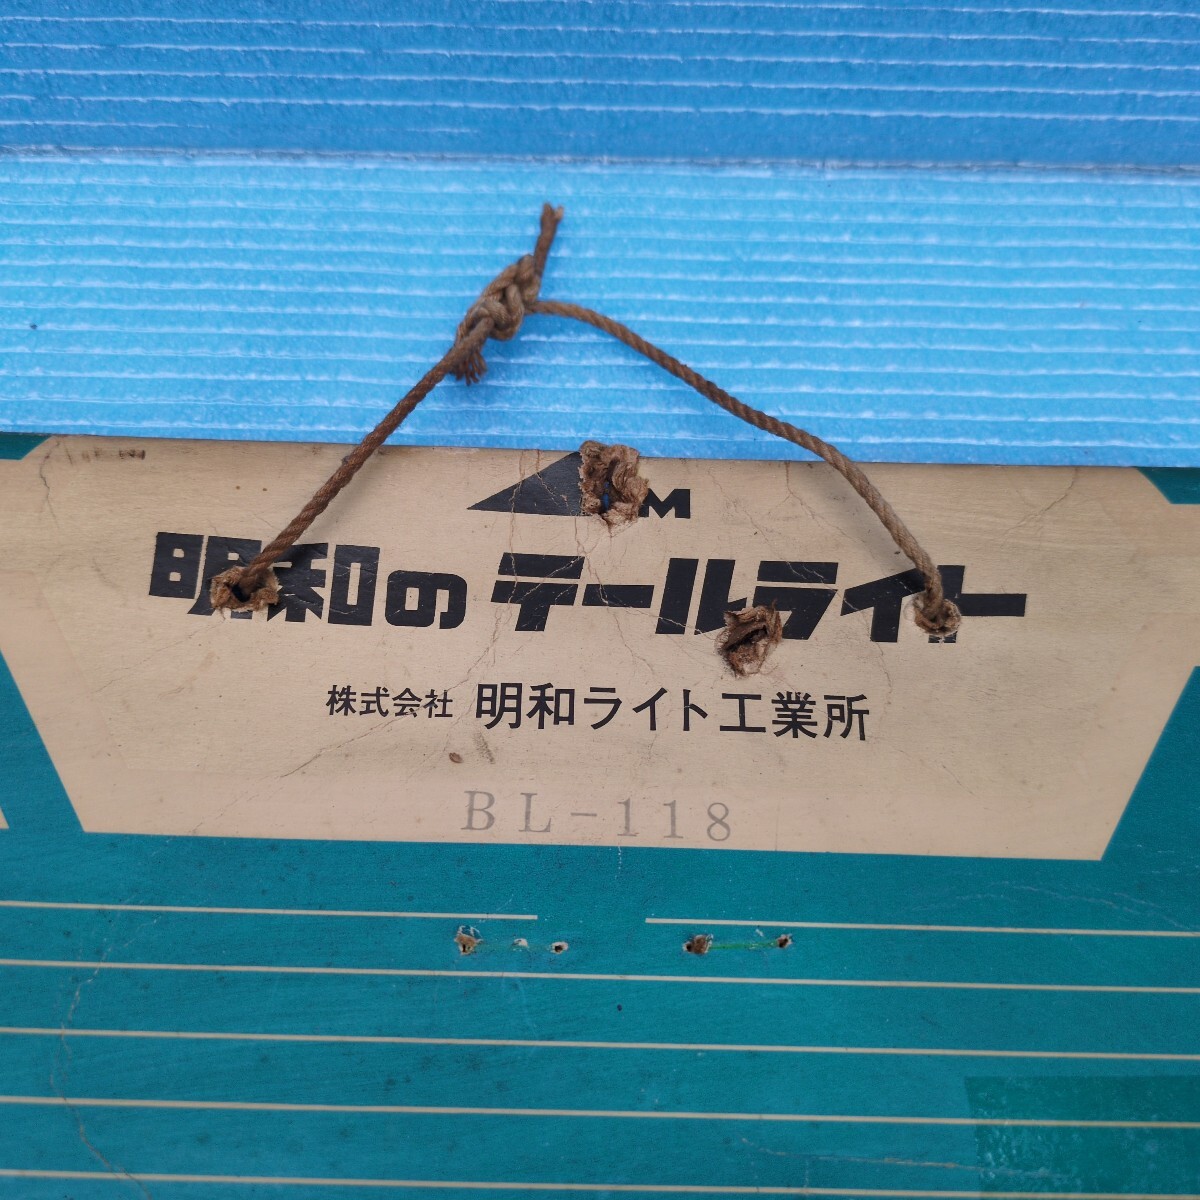 M
明和のテールライト
株式会社 明和ライト工業所
BL-118